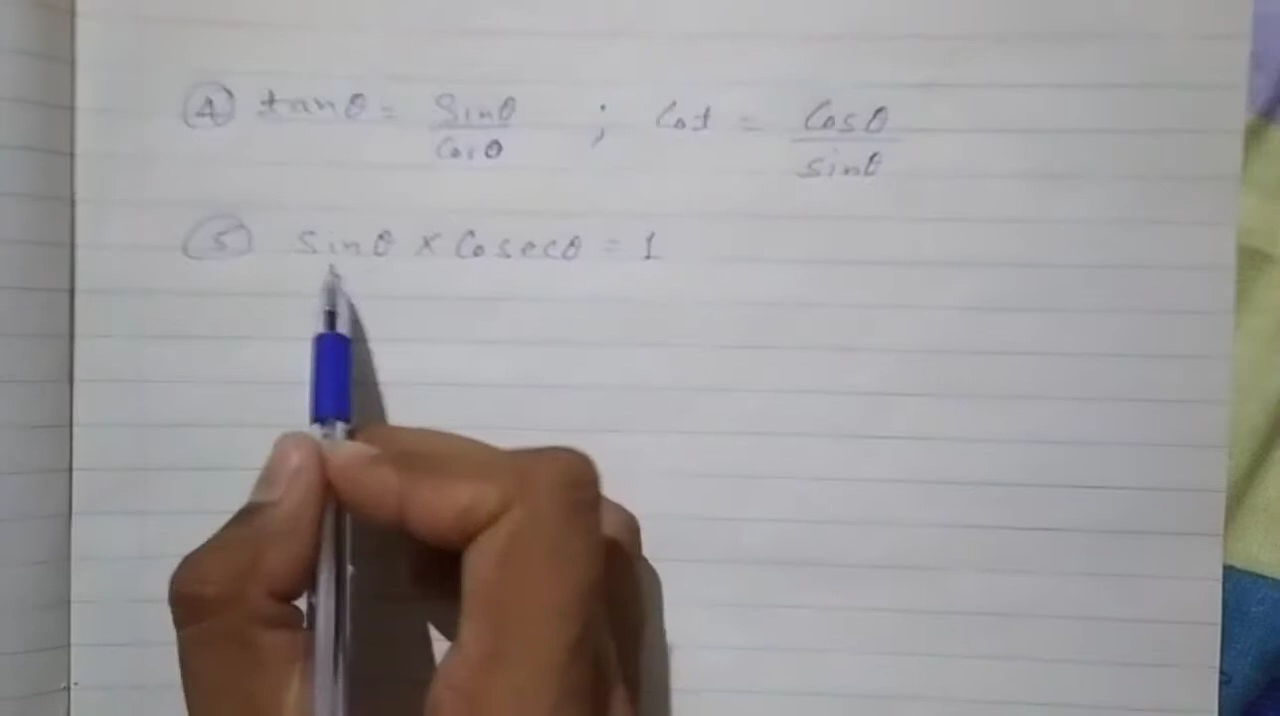 ④ tanθ = Sinθ/Cosθ ; Cot = Cosθ/sinθ
⑤ sinθ × Cosecθ = 1